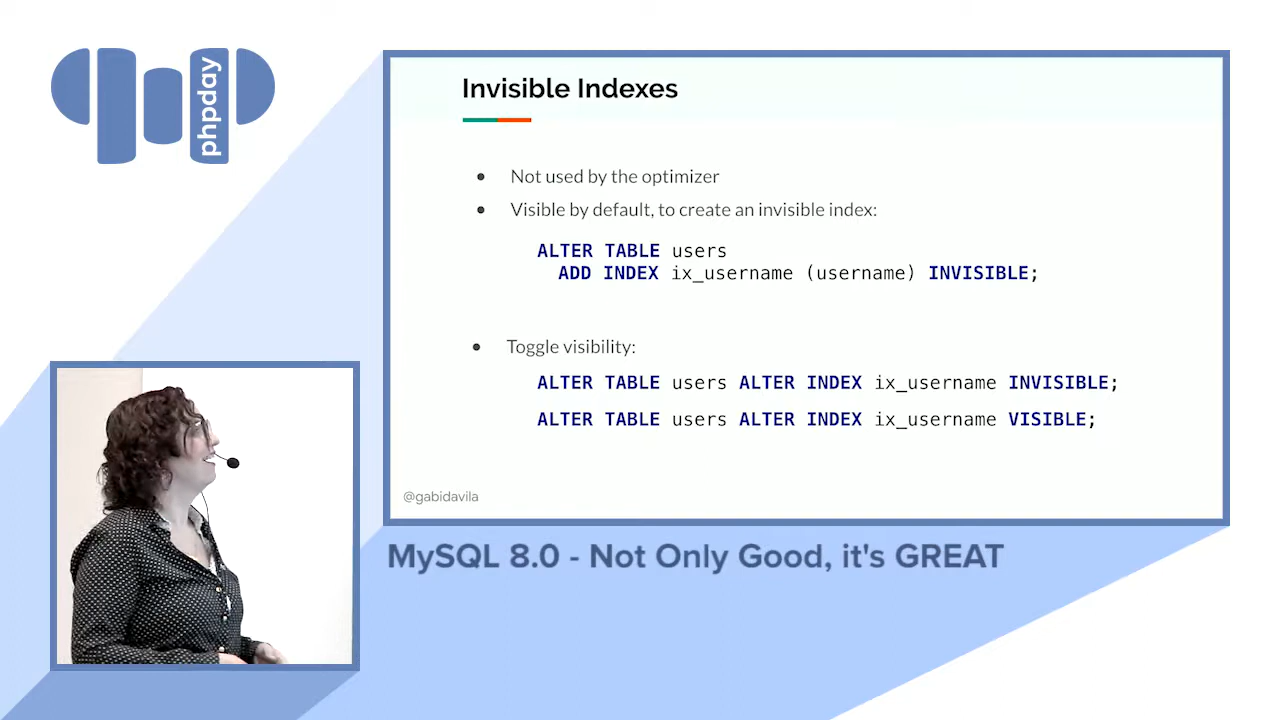 phpday
Invisible Indexes
● Not used by the optimizer
● Visible by default, to create an invisible index:
ALTER TABLE users
ADD INDEX ix_username (username) INVISIBLE;
● Toggle visibility:
ALTER TABLE users ALTER INDEX ix_username INVISIBLE;
ALTER TABLE users ALTER INDEX ix_username VISIBLE;
@gabidavila
MySQL 8.0 - Not Only Good, it's GREAT